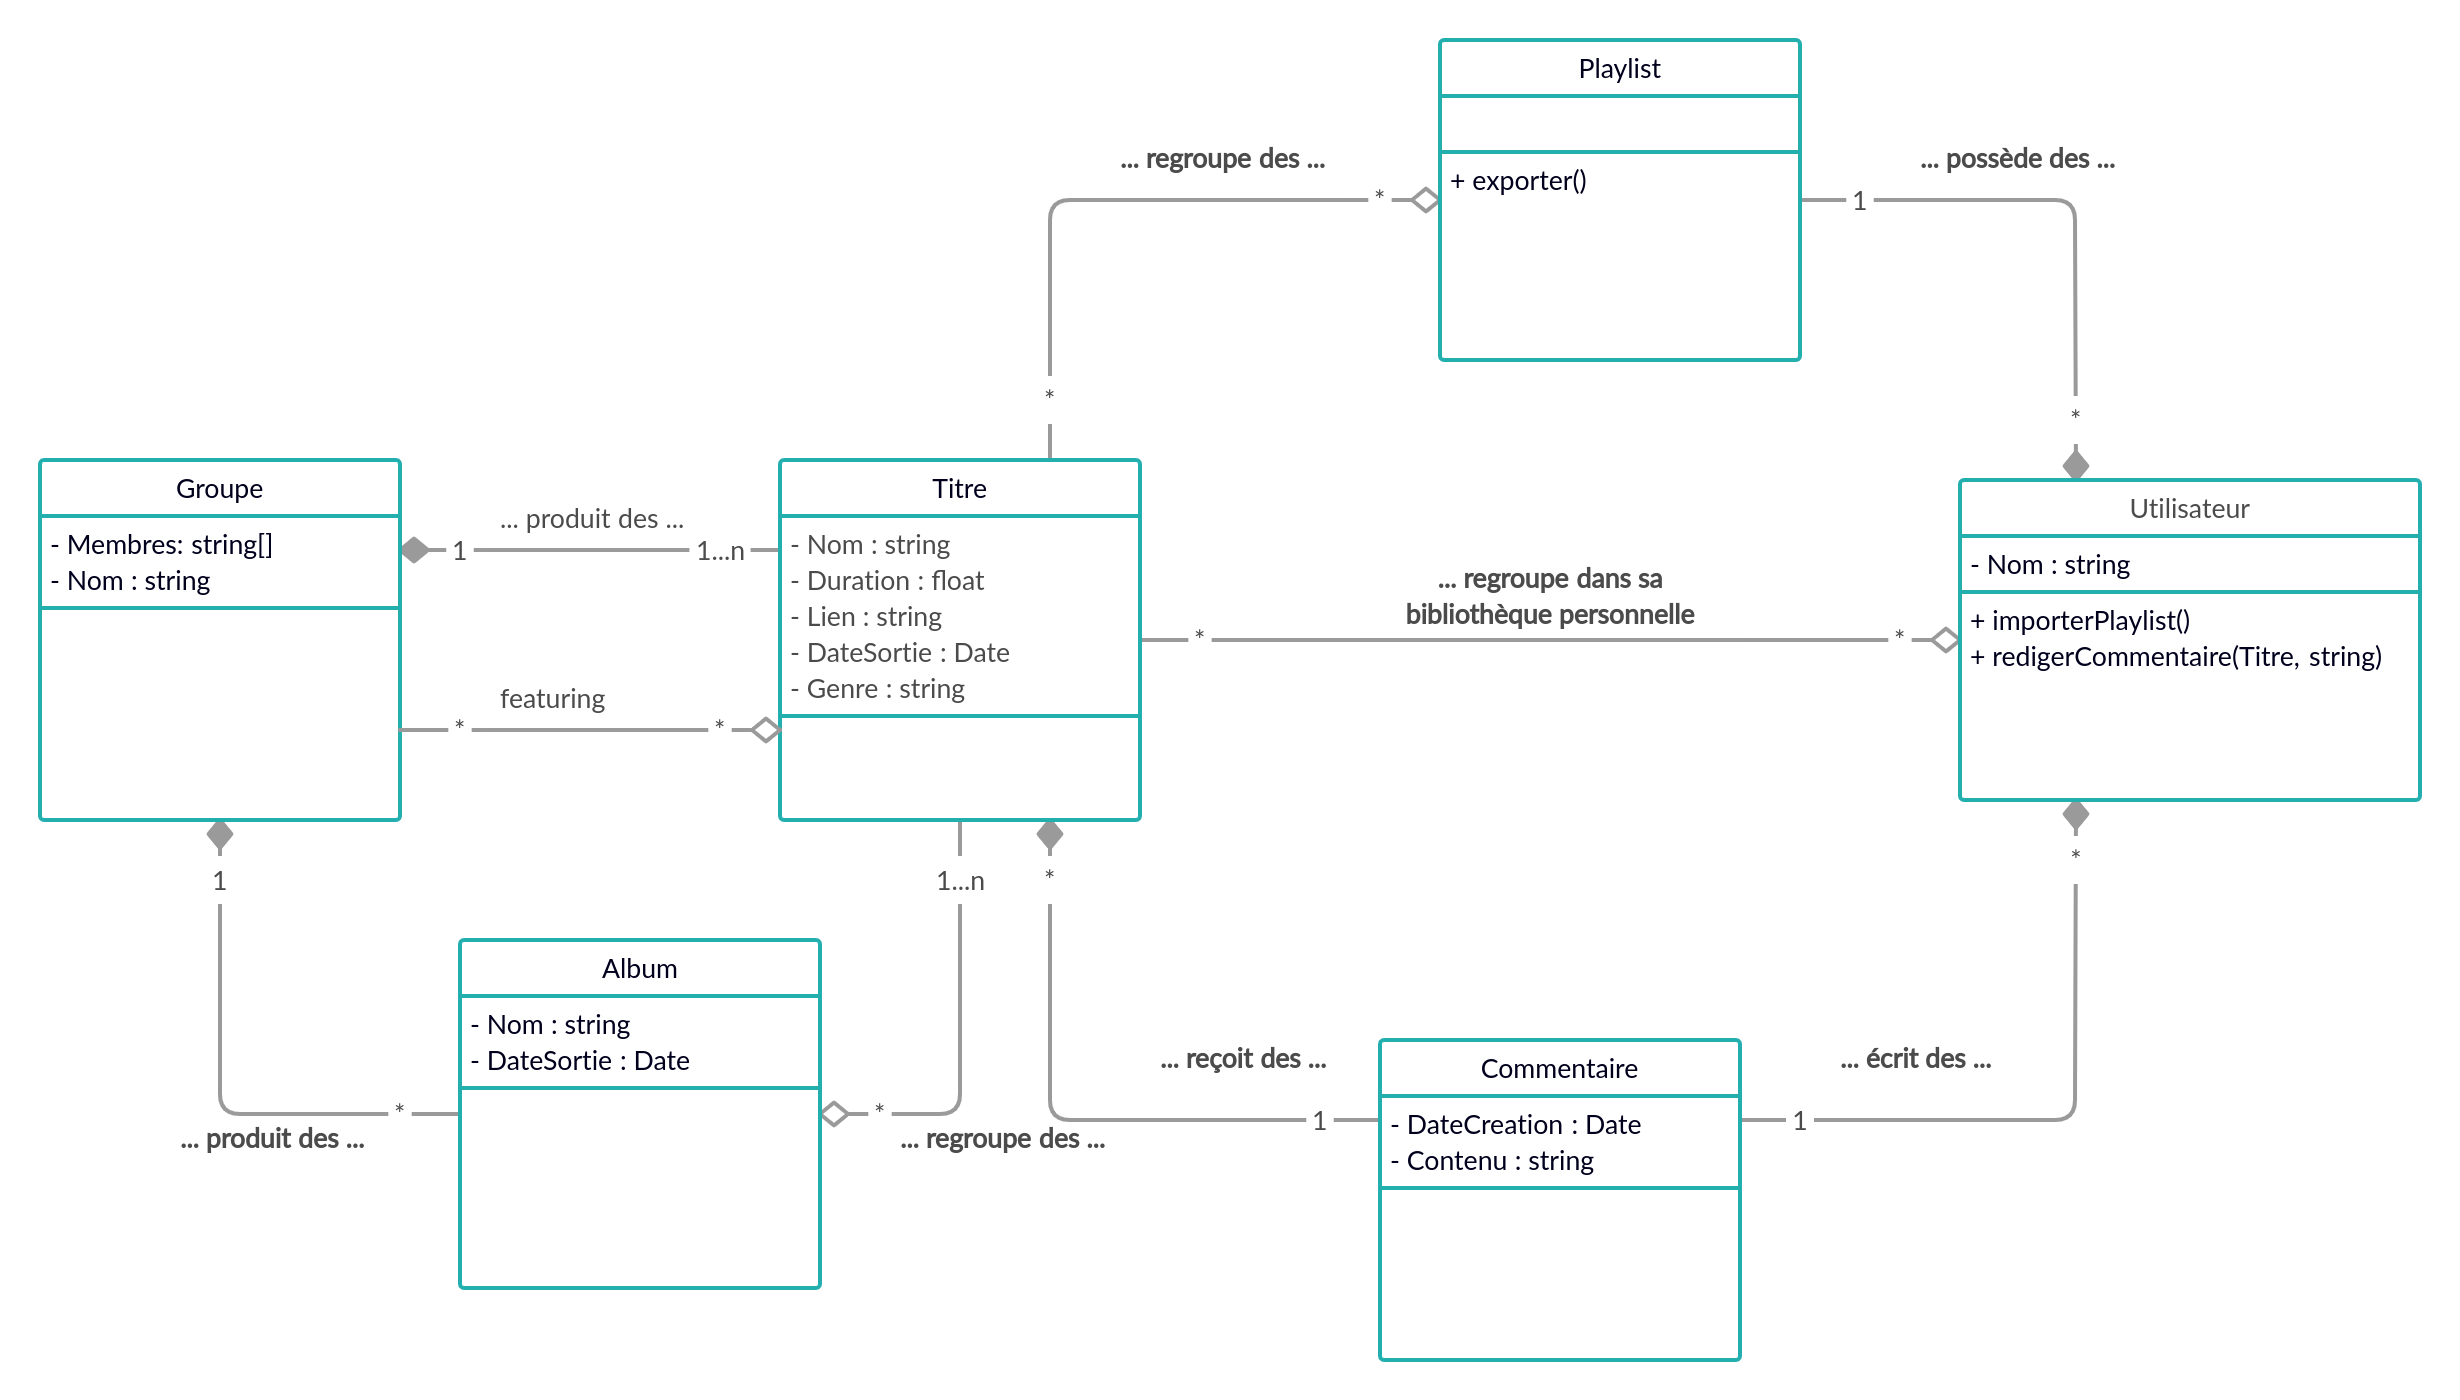 Playlist
+ exporter()
... regroupe des ...
*
*
... possède des ...
1
*
Groupe
- Membres: string[]
- Nom : string
... produit des ...
1
1...n
featuring
*
*
Titre
- Nom : string
- Duration : float
- Lien : string
- DateSortie : Date
- Genre : string
... regroupe dans sa
bibliothèque personnelle
*
*
Utilisateur
- Nom : string
+ importerPlaylist()
+ redigerCommentaire(Titre, string)
1
*
... produit des ...
Album
- Nom : string
- DateSortie : Date
1...n
*
... regroupe des ...
*
... reçoit des ...
1
Commentaire
- DateCreation : Date
- Contenu : string
*
... écrit des ...
1